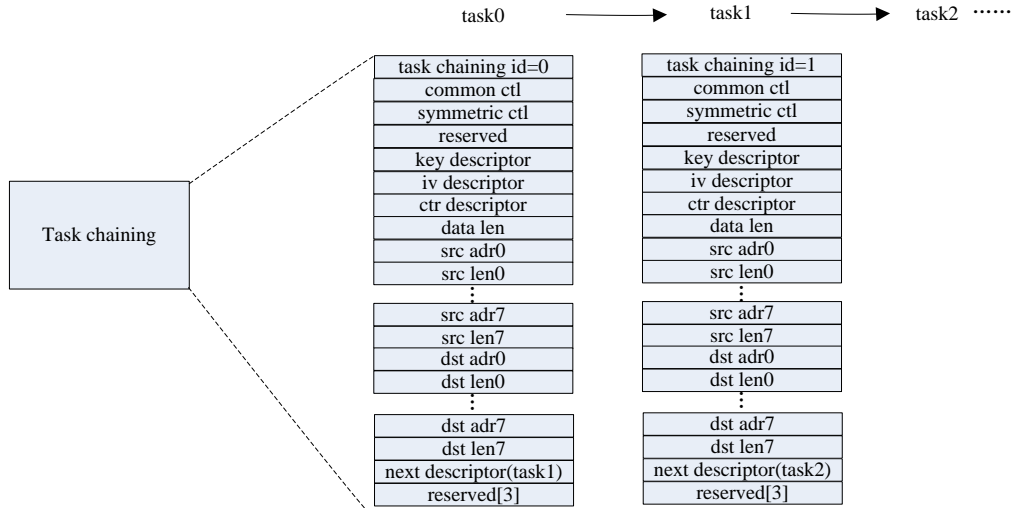 task0
task1
task2 ……
Task chaining
task chaining id=0
common ctl
symmetric ctl
reserved
key descriptor
iv descriptor
ctr descriptor
data len
src adr0
src len0
⋮
src adr7
src len7
dst adr0
dst len0
⋮
dst adr7
dst len7
next descriptor(task1)
reserved[3]
task chaining id=1
common ctl
symmetric ctl
reserved
key descriptor
iv descriptor
ctr descriptor
data len
src adr0
src len0
⋮
src adr7
src len7
dst adr0
dst len0
⋮
dst adr7
dst len7
next descriptor(task2)
reserved[3]